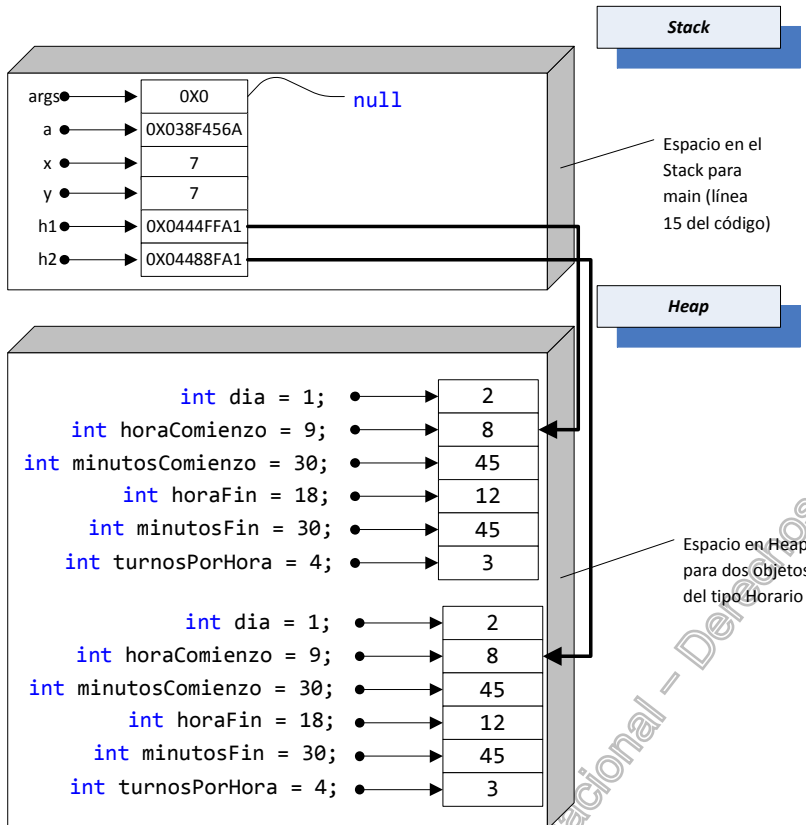 Stack
args
0X0
null
a
0X038F456A
x
7
y
7
h1
0X0444FFA1
h2
0X04488FA1
Espacio en el
Stack para
main (línea
15 del código)
Heap
int dia = 1;
2
int horaComienzo = 9;
8
int minutosComienzo = 30;
45
int horaFin = 18;
12
int minutosFin = 30;
45
int turnosPorHora = 4;
3
Espacio en Heap
para dos objetos
del tipo Horario
int dia = 1;
2
int horaComienzo = 9;
8
int minutosComienzo = 30;
45
int horaFin = 18;
12
int minutosFin = 30;
45
int turnosPorHora = 4;
3
– Derechos